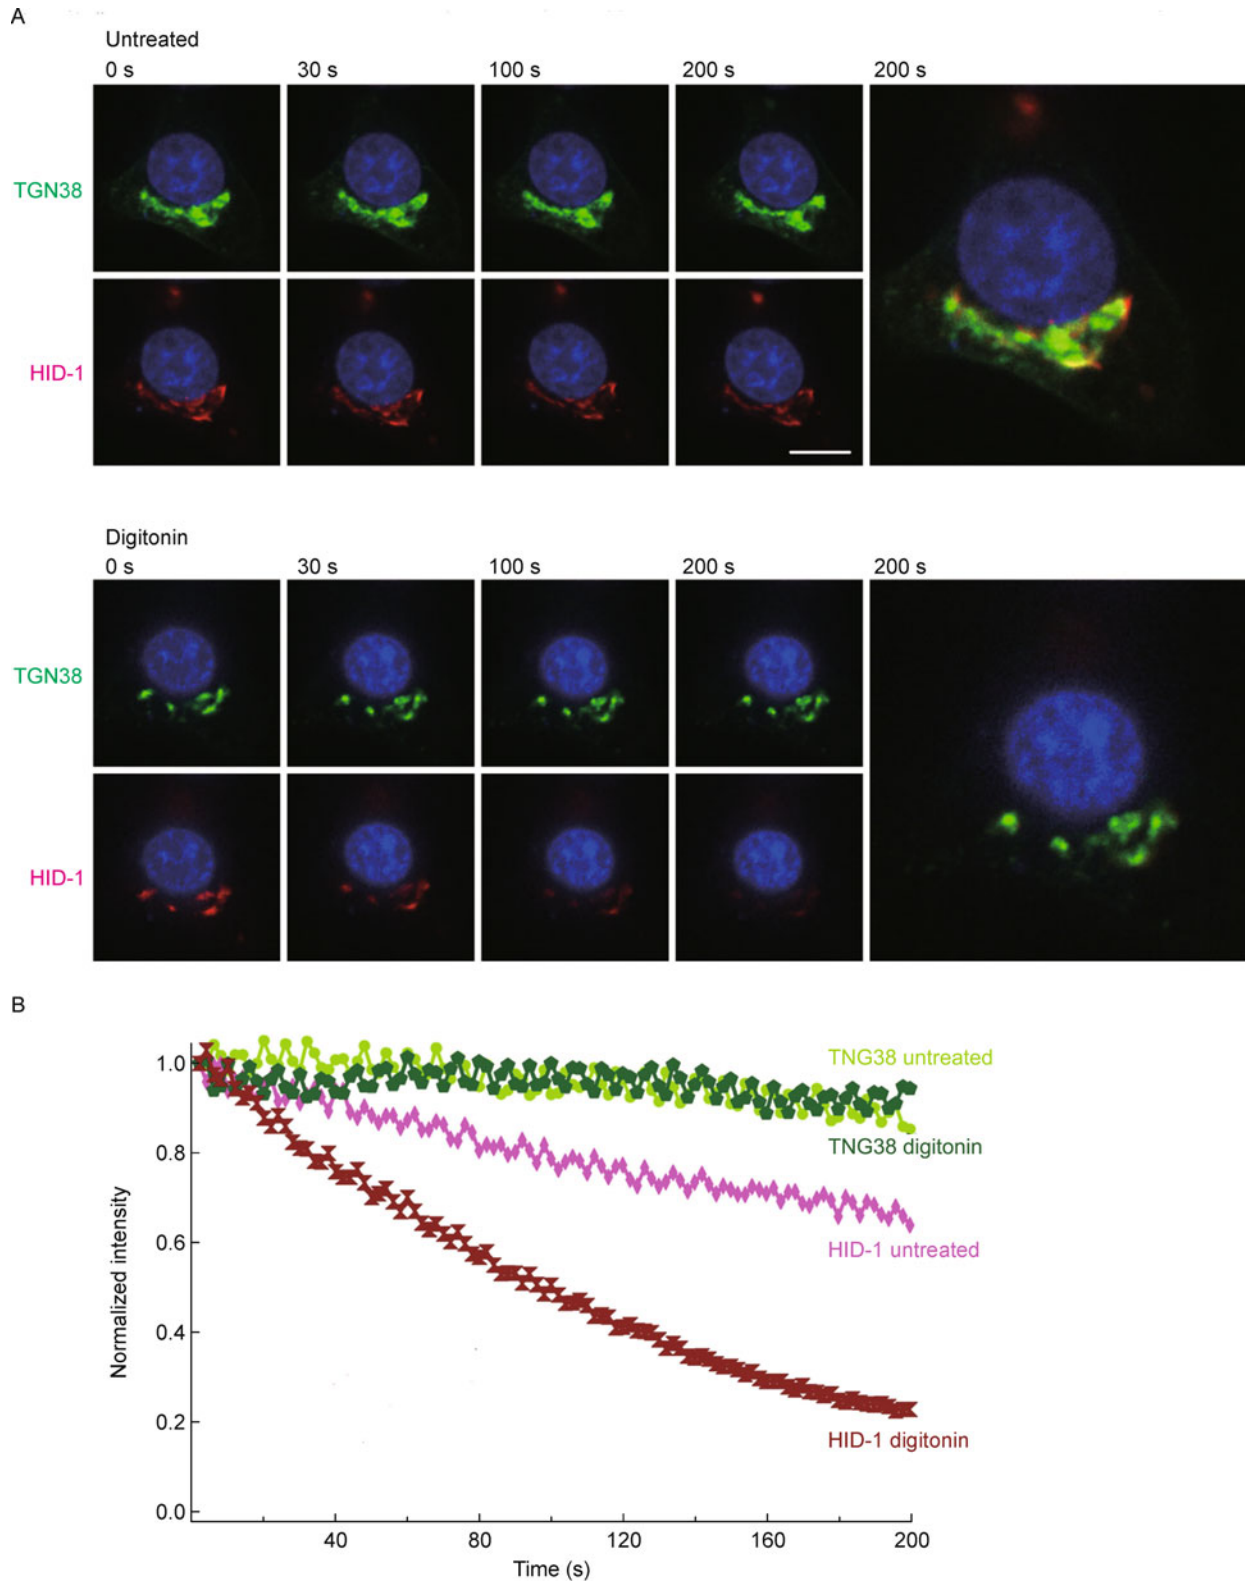 A
Untreated
0 s 30 s 100 s 200 s 200 s
TGN38
HID-1
Digitonin
0 s 30 s 100 s 200 s 200 s
TGN38
HID-1
B
Normalized intensity
1.0
0.8
0.6
0.4
0.2
0.0
TNG38 untreated
TNG38 digitonin
HID-1 untreated
HID-1 digitonin
40 80 120 160 200
Time (s)